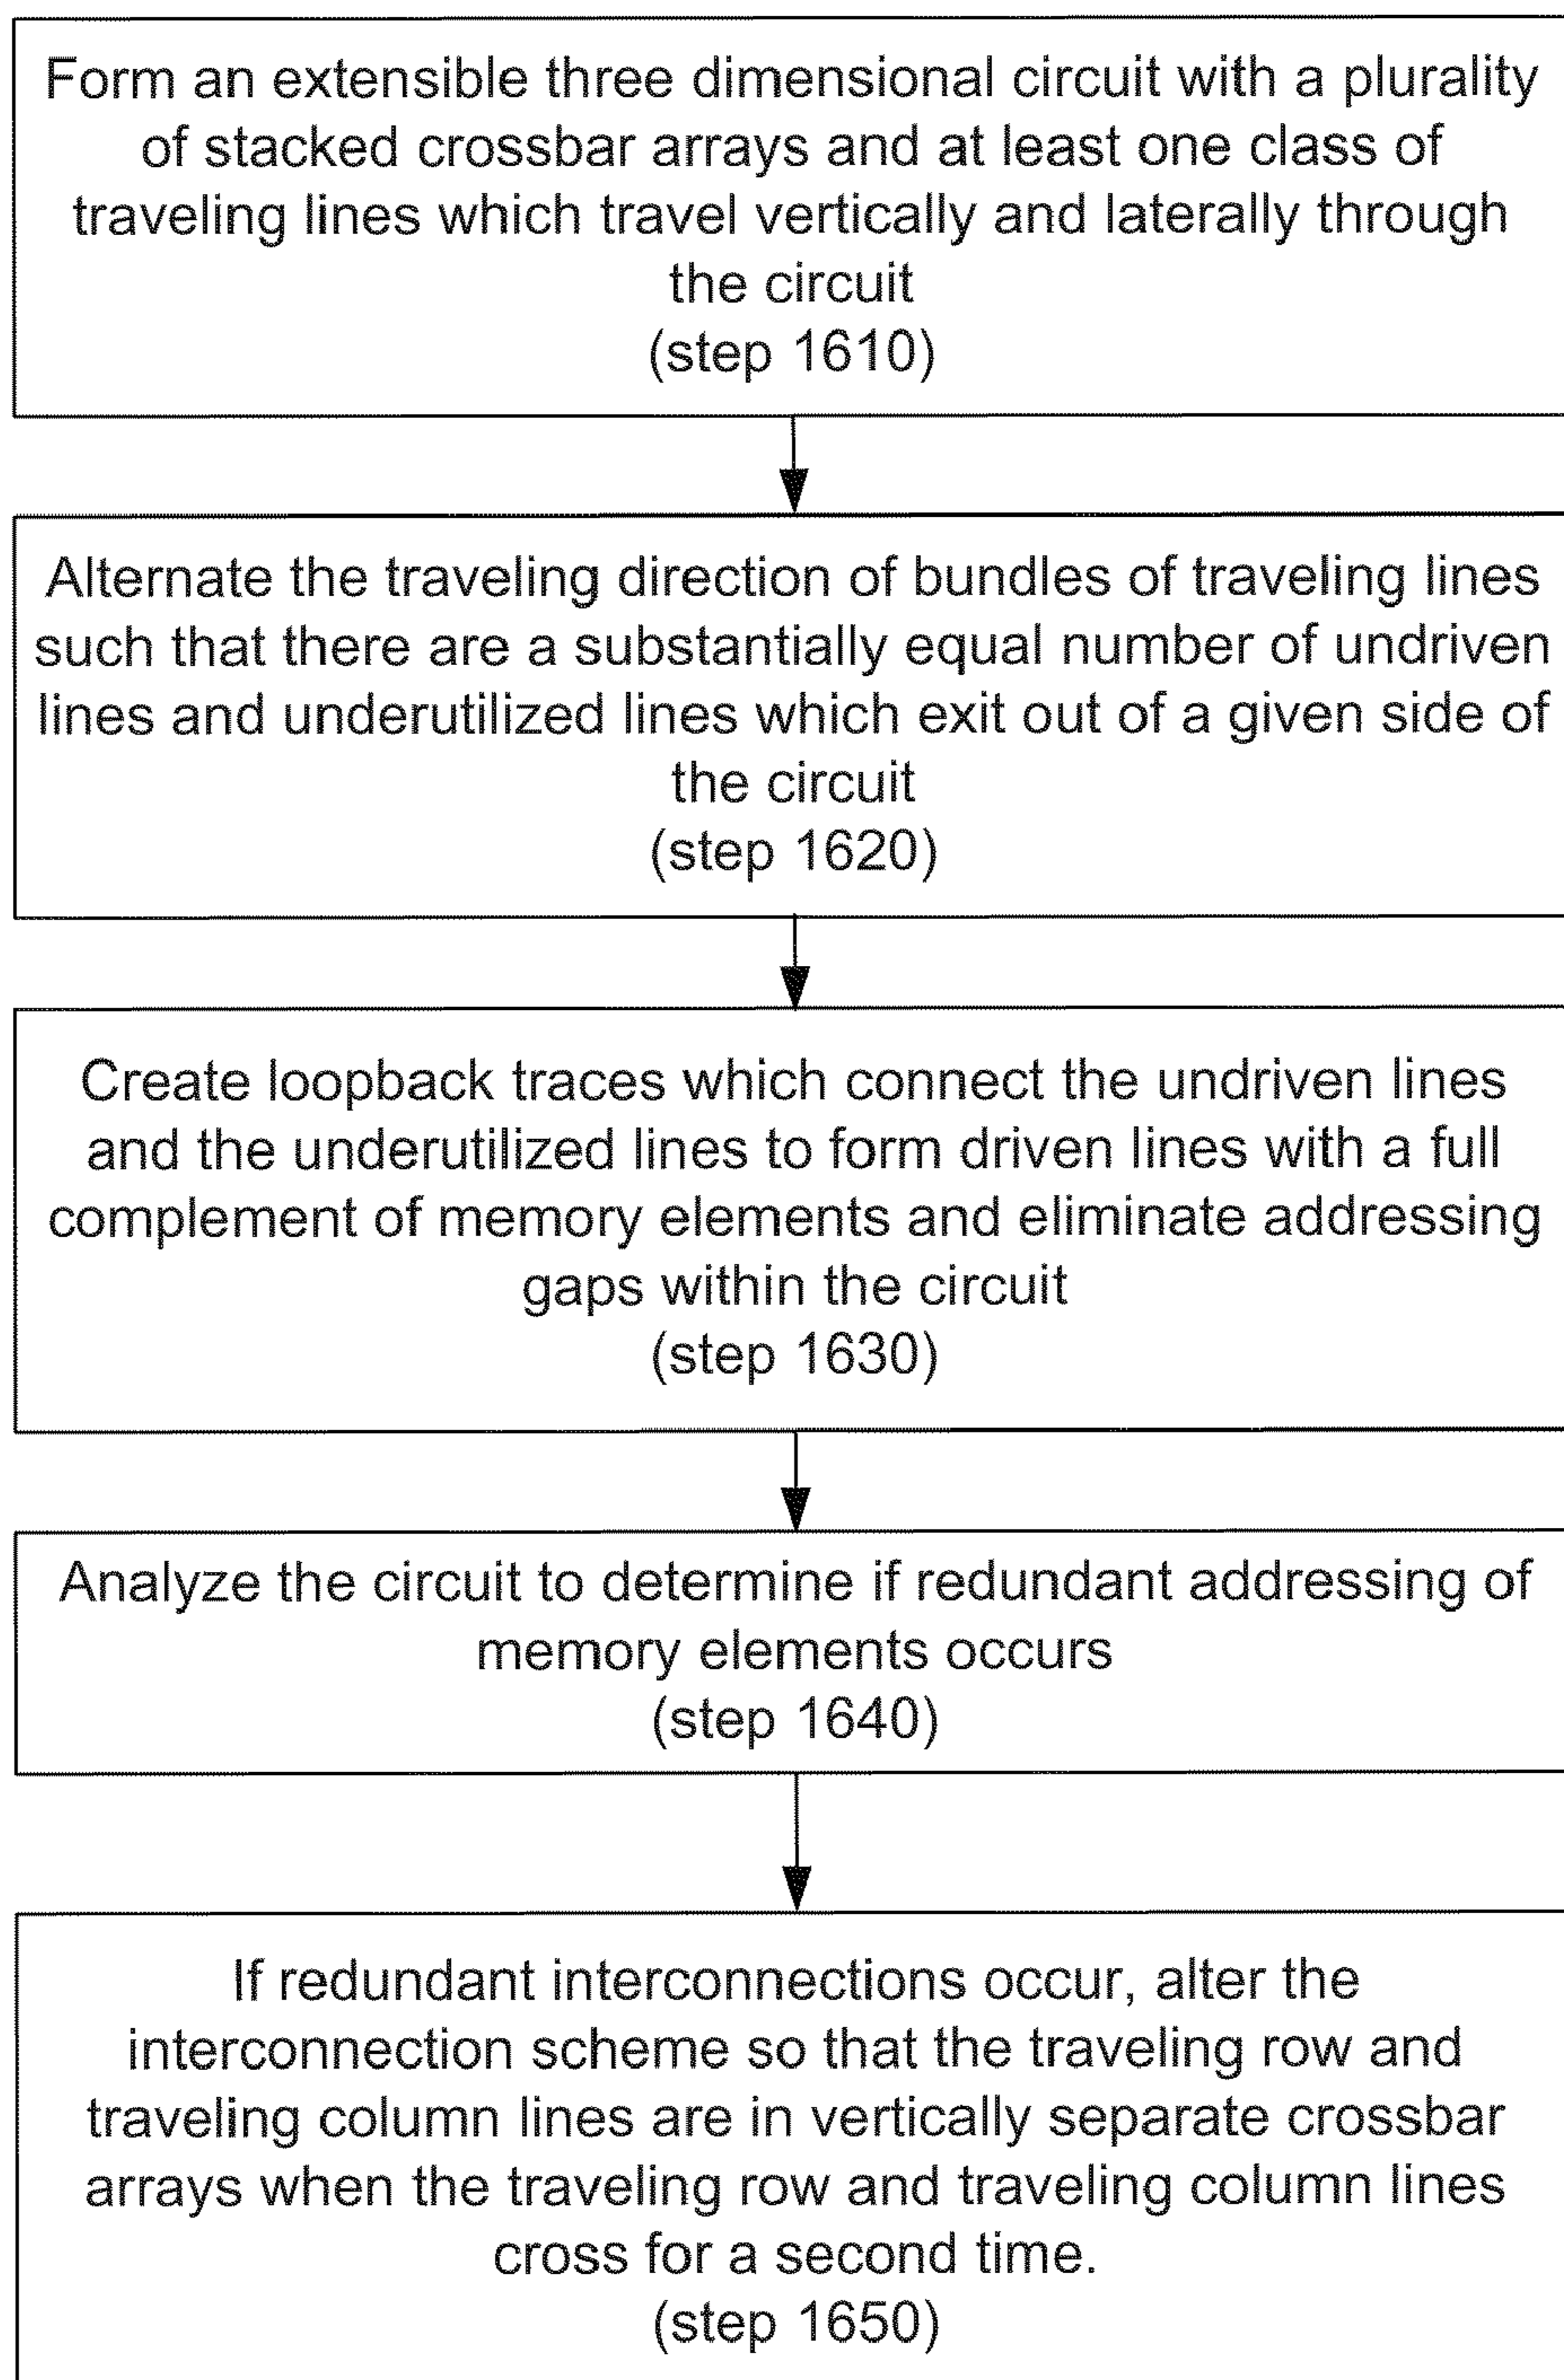 Form an extensible three dimensional circuit with a plurality
of stacked crossbar arrays and at least one class of
traveling lines which travel vertically and laterally through
the circuit
(step 1610)
Alternate the traveling direction of bundles of traveling lines
such that there are a substantially equal number of undriven
lines and underutilized lines which exit out of a given side of
the circuit
(step 1620)
Create loopback traces which connect the undriven lines
and the underutilized lines to form driven lines with a full
complement of memory elements and eliminate addressing
gaps within the circuit
(step 1630)
Analyze the circuit to determine if redundant addressing of
memory elements occurs
(step 1640)
If redundant interconnections occur, alter the
interconnection scheme so that the traveling row and
traveling column lines are in vertically separate crossbar
arrays when the traveling row and traveling column lines
cross for a second time.
(step 1650)